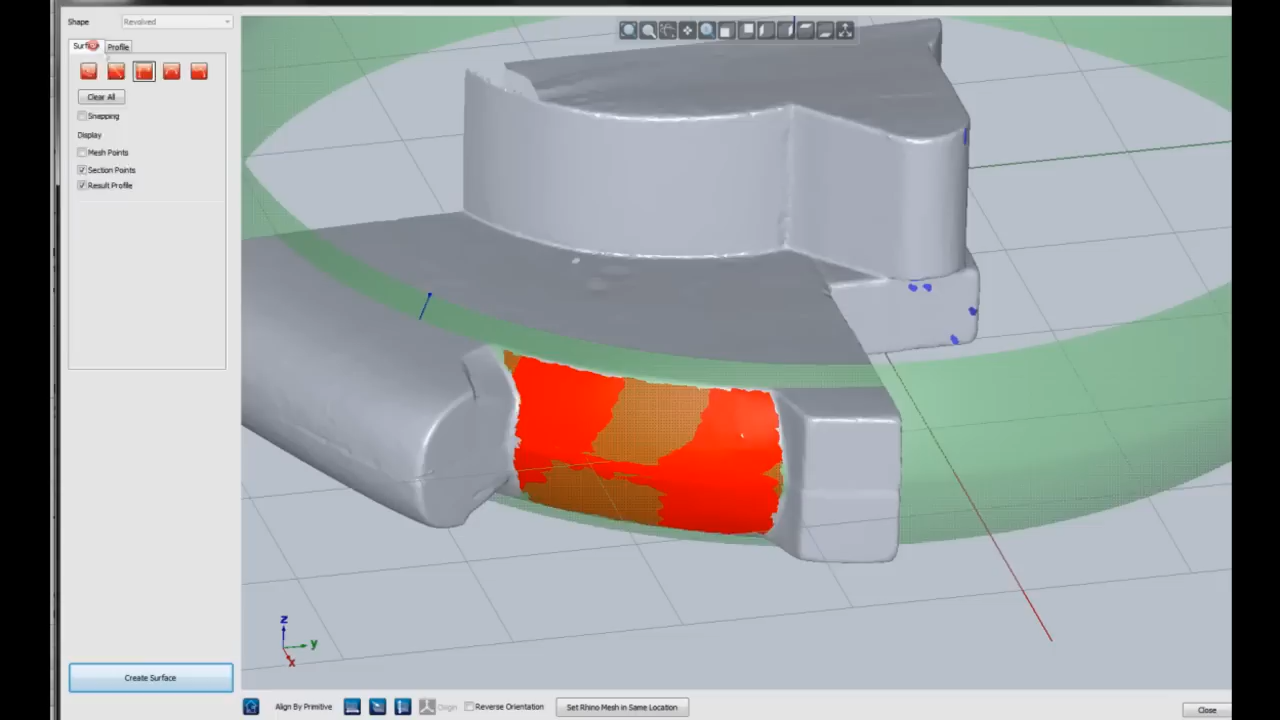 Shape Revolved
Profile
Clear All
Snapping
Display
Mesh Points
Section Points
Result Profile
z
y
x
Create Surface
Align By Primitive
Origin
Reverse Orientation
Set Rhino Mesh in Same Location
Close